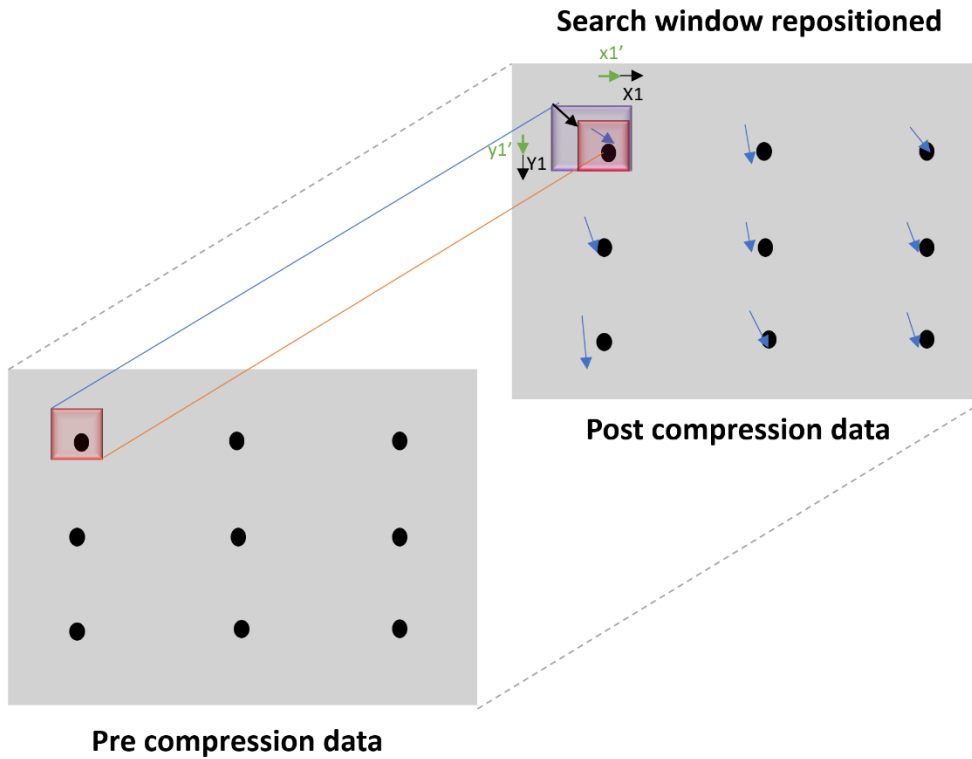 Search window repositioned
x1’
X1
y1’
Y1
Post compression data
Pre compression data